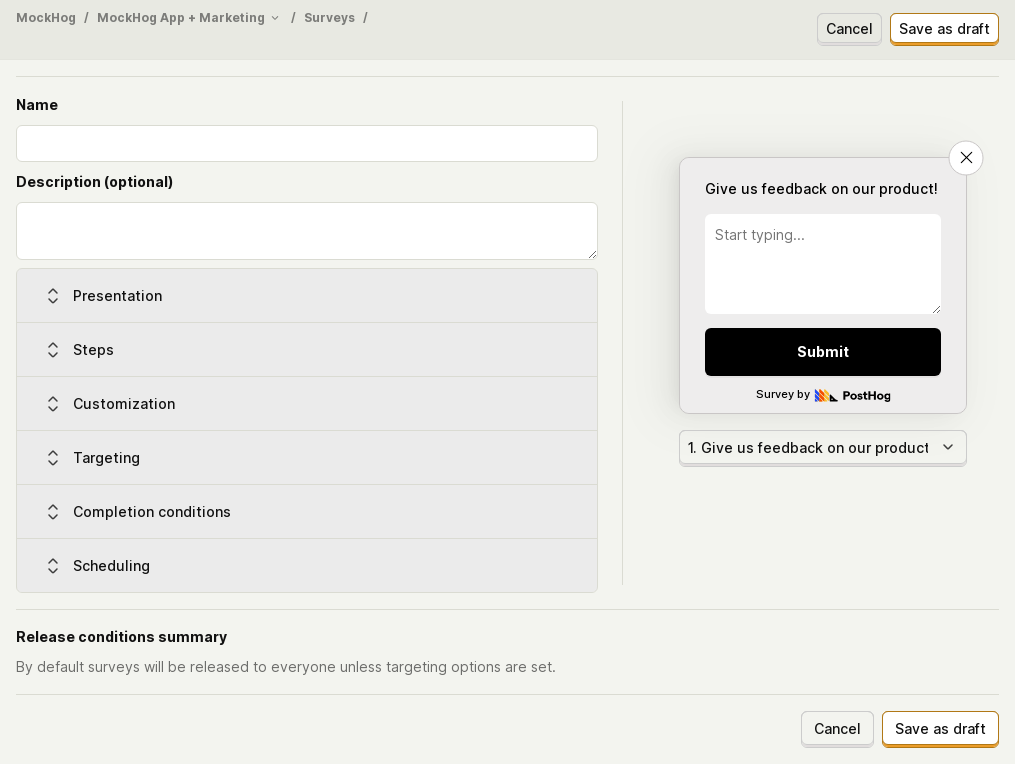 MockHog / MockHog App + Marketing / Surveys /
Cancel
Save as draft
Name
Description (optional)
Presentation
Steps
Customization
Targeting
Completion conditions
Scheduling
Give us feedback on our product!
Start typing...
Submit
Survey by PostHog
1. Give us feedback on our product
Release conditions summary
By default surveys will be released to everyone unless targeting options are set.
Cancel
Save as draft